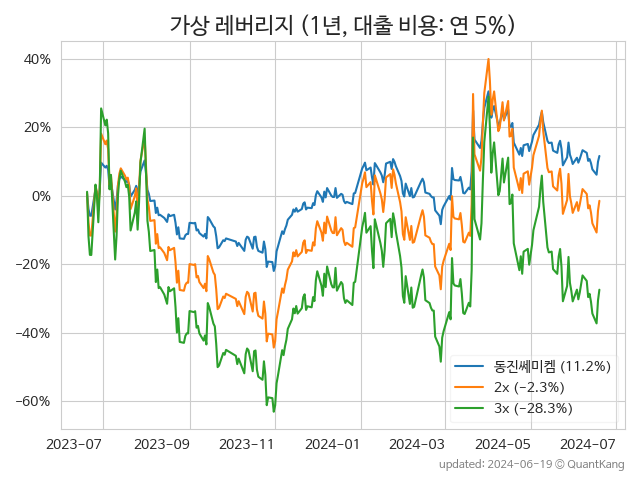 가상 레버리지 (1년, 대출 비용: 연 5%)
40%
20%
0%
−20%
−40%
−60%
동진쎄미켐 (11.2%)
2x (−2.3%)
3x (−28.3%)
2023−07 2023−09 2023−11 2024−01 2024−03 2024−05 2024−07
updated: 2024-06-19 © QuantKang